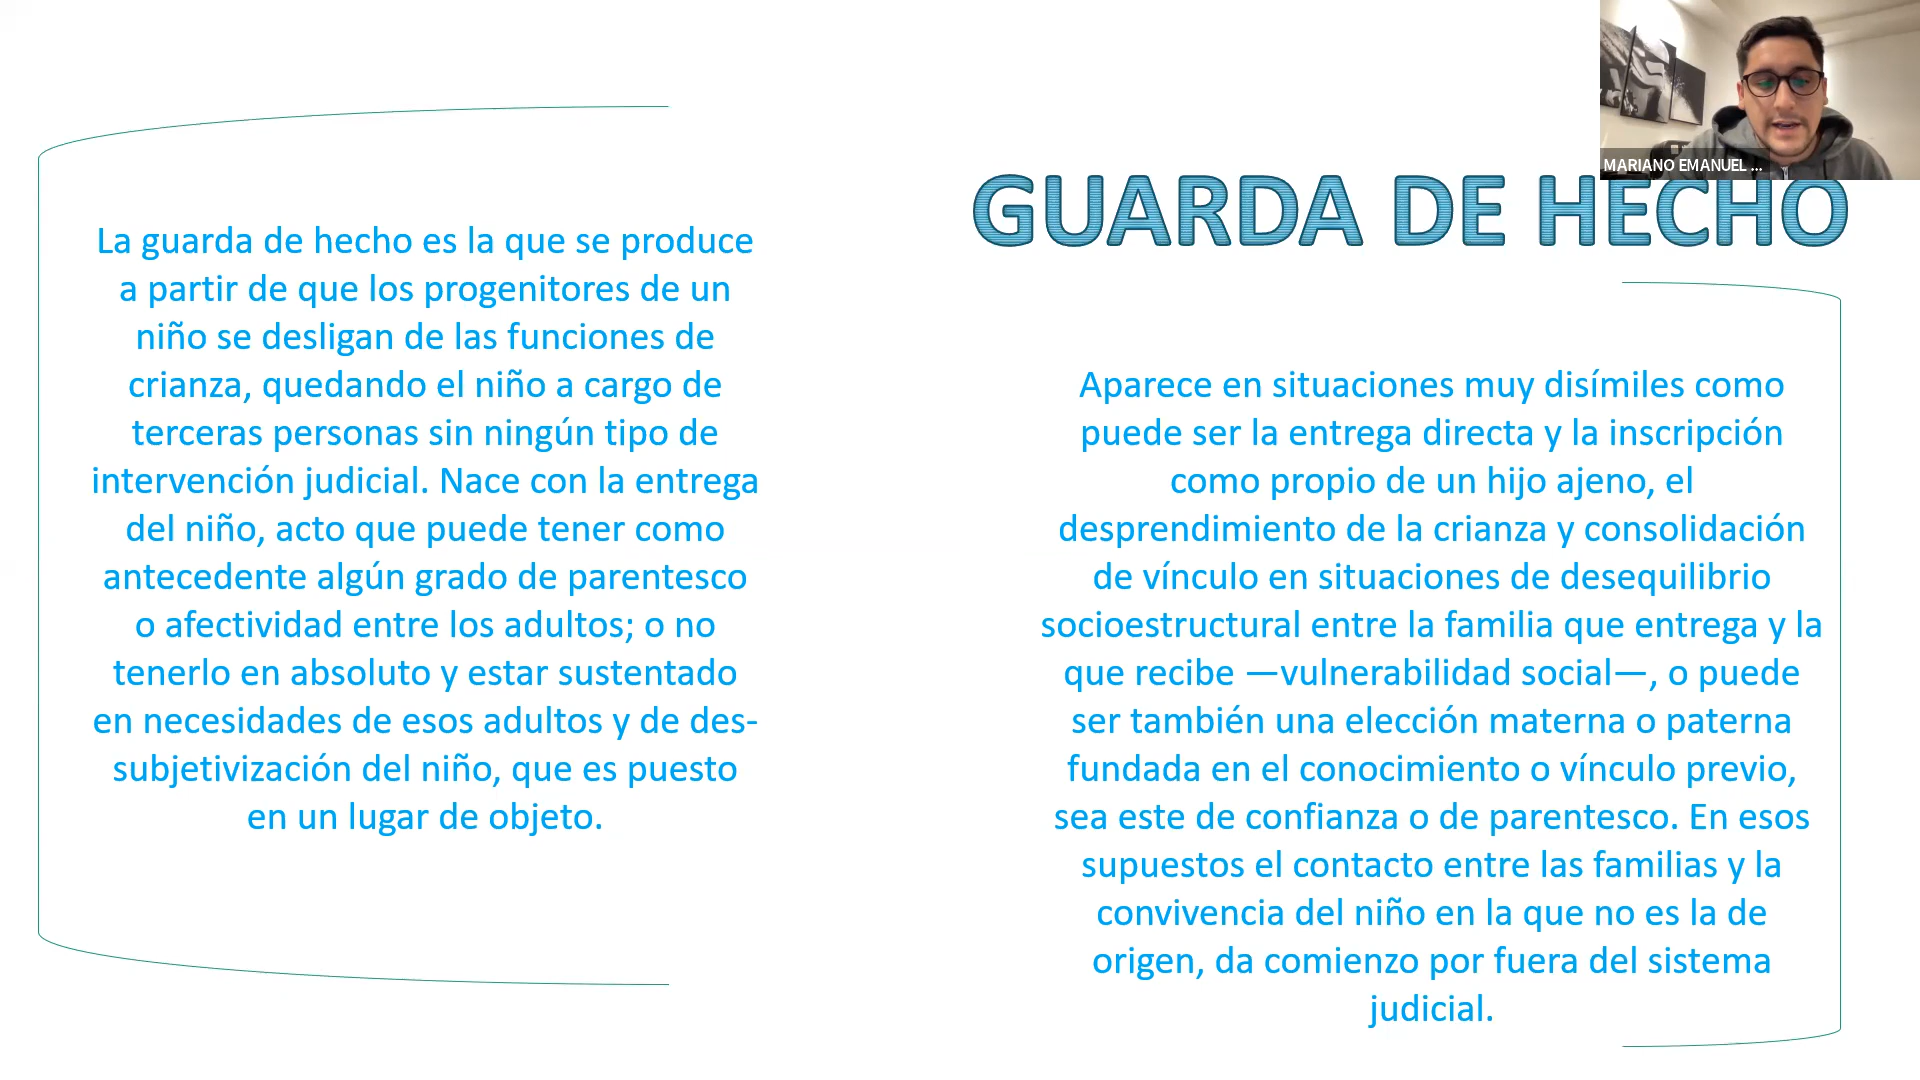 MARIANO EMANUEL ...
GUARDA DE HECHO
La guarda de hecho es la que se produce
a partir de que los progenitores de un
niño se desligan de las funciones de
crianza, quedando el niño a cargo de
terceras personas sin ningún tipo de
intervención judicial. Nace con la entrega
del niño, acto que puede tener como
antecedente algún grado de parentesco
o afectividad entre los adultos; o no
tenerlo en absoluto y estar sustentado
en necesidades de esos adultos y de des-
subjetivización del niño, que es puesto
en un lugar de objeto.
Aparece en situaciones muy disímiles como
puede ser la entrega directa y la inscripción
como propio de un hijo ajeno, el
desprendimiento de la crianza y consolidación
de vínculo en situaciones de desequilibrio
socioestructural entre la familia que entrega y la
que recibe —vulnerabilidad social—, o puede
ser también una elección materna o paterna
fundada en el conocimiento o vínculo previo,
sea este de confianza o de parentesco. En esos
supuestos el contacto entre las familias y la
convivencia del niño en la que no es la de
origen, da comienzo por fuera del sistema
judicial.